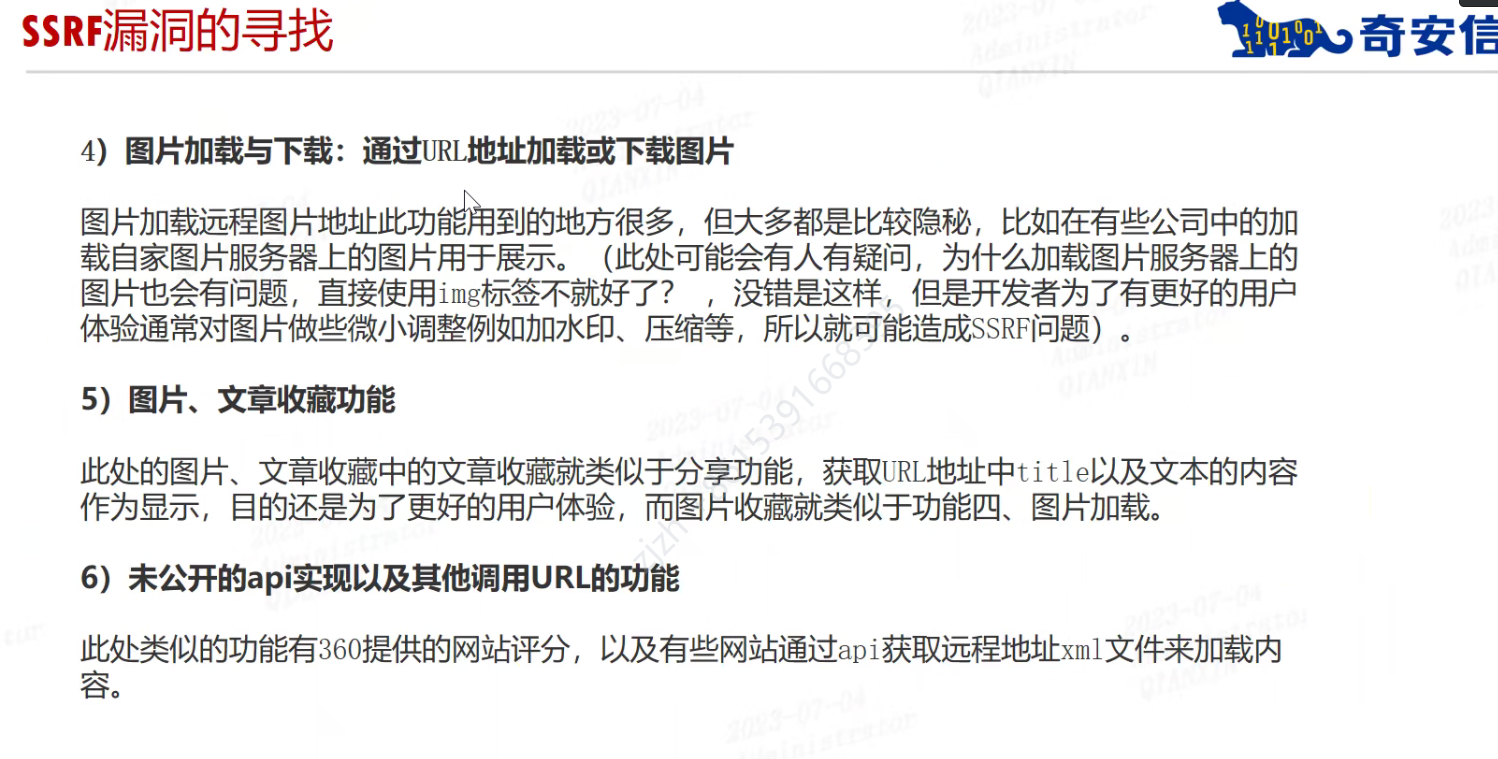 SSRF漏洞的寻找
奇安信
4）图片加载与下载：通过URL地址加载或下载图片
图片加载远程图片地址此功能用到的地方很多，但大多都是比较隐秘，比如在有些公司中的加
载自家图片服务器上的图片用于展示。（此处可能会有人有疑问，为什么加载图片服务器上的
图片也会有问题，直接使用img标签不就好了？ ，没错是这样，但是开发者为了有更好的用户
体验通常对图片做些微小调整例如加水印、压缩等，所以就可能造成SSRF问题）。
5）图片、文章收藏功能
此处的图片、文章收藏中的文章收藏就类似于分享功能，获取URL地址中title以及文本的内容
作为显示，目的还是为了更好的用户体验，而图片收藏就类似于功能四、图片加载。
6）未公开的api实现以及其他调用URL的功能
此处类似的功能有360提供的网站评分，以及有些网站通过api获取远程地址xml文件来加载内
容。
2023-07-04
Administrator
QIANXIN